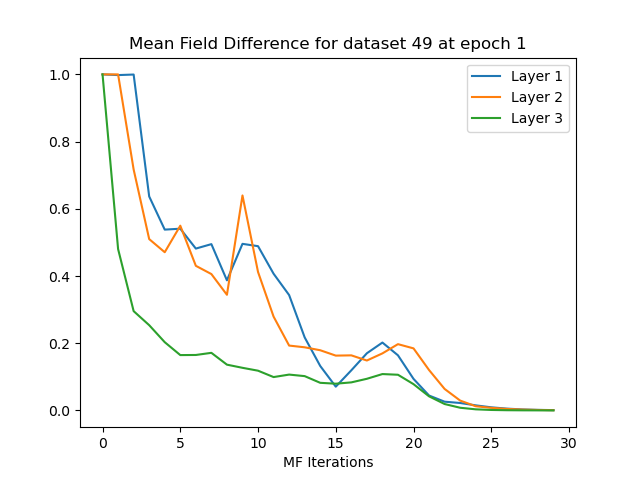 Mean Field Difference for dataset 49 at epoch 1
Layer 1
Layer 2
Layer 3
1.0
0.8
0.6
0.4
0.2
0.0
0 5 10 15 20 25 30
MF Iterations